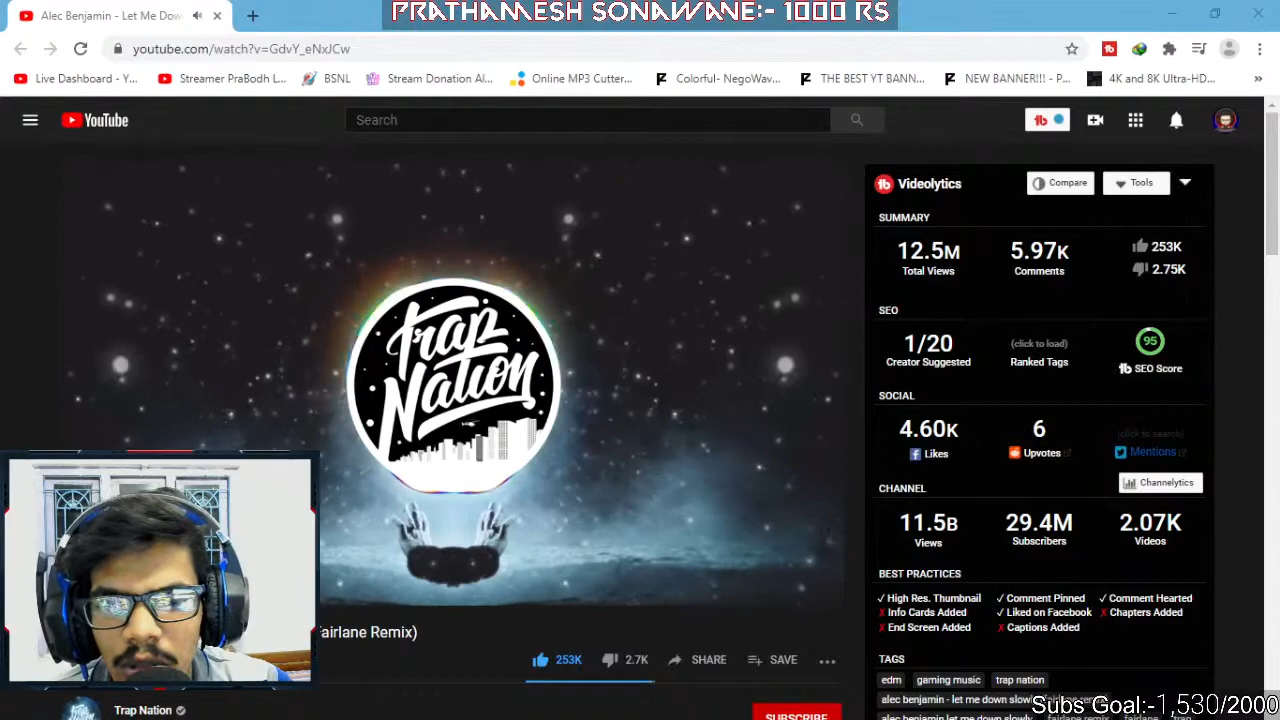 PRATHAMESH SONAWANE:- 1000 RS
Alec Benjamin - Let Me Down
youtube.com/watch?v=GdvY_eNxJCw
Live Dashboard - Y...
Streamer PraBodh L...
BSNL
Stream Donation Al...
Online MP3 Cutter...
Colorful- NegoWav...
THE BEST YT BANN...
NEW BANNER!!! - P...
4K and 8K Ultra-HD...
YouTube
Search
Trap Nation
Videolytics
Compare
Tools
SUMMARY
12.5M
Total Views
5.97K
Comments
253K
2.75K
SEO
1/20
Creator Suggested
(click to load)
Ranked Tags
95
SEO Score
SOCIAL
4.60K
Likes
6
Upvotes
(click to search)
Mentions
CHANNEL
Channelytics
11.5B
Views
29.4M
Subscribers
2.07K
Videos
BEST PRACTICES
✓ High Res. Thumbnail
✓ Comment Pinned
✓ Comment Hearted
✗ Info Cards Added
✓ Liked on Facebook
✗ Chapters Added
✗ End Screen Added
✗ Captions Added
TAGS
edm
gaming music
trap nation
alec benjamin - let me down slowly
Fairlane Remix)
253K
2.7K
SHARE
SAVE
Trap Nation
SUBSCRIBE
Subs Goal:-1,530/2000